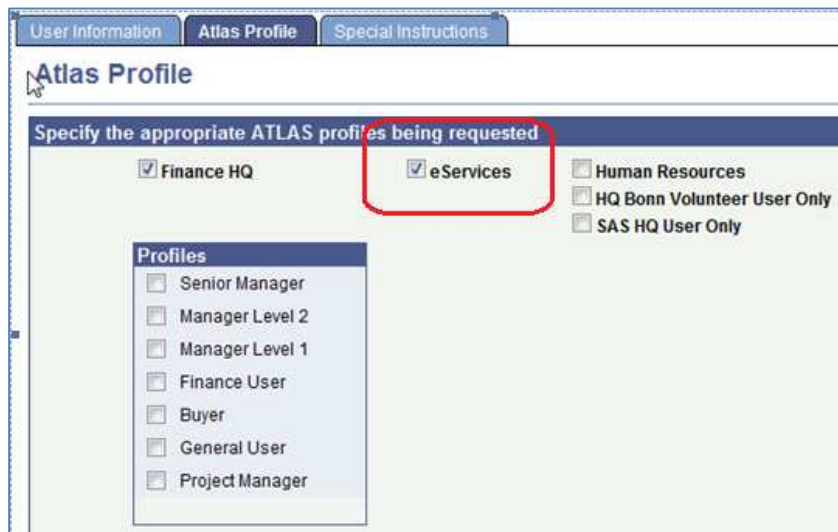 User Information Atlas Profile Special Instructions
Atlas Profile
Specify the appropriate ATLAS profiles being requested
Finance HQ eServices Human Resources
HQ Bonn Volunteer User Only
SAS HQ User Only
Profiles
Senior Manager
Manager Level 2
Manager Level 1
Finance User
Buyer
General User
Project Manager